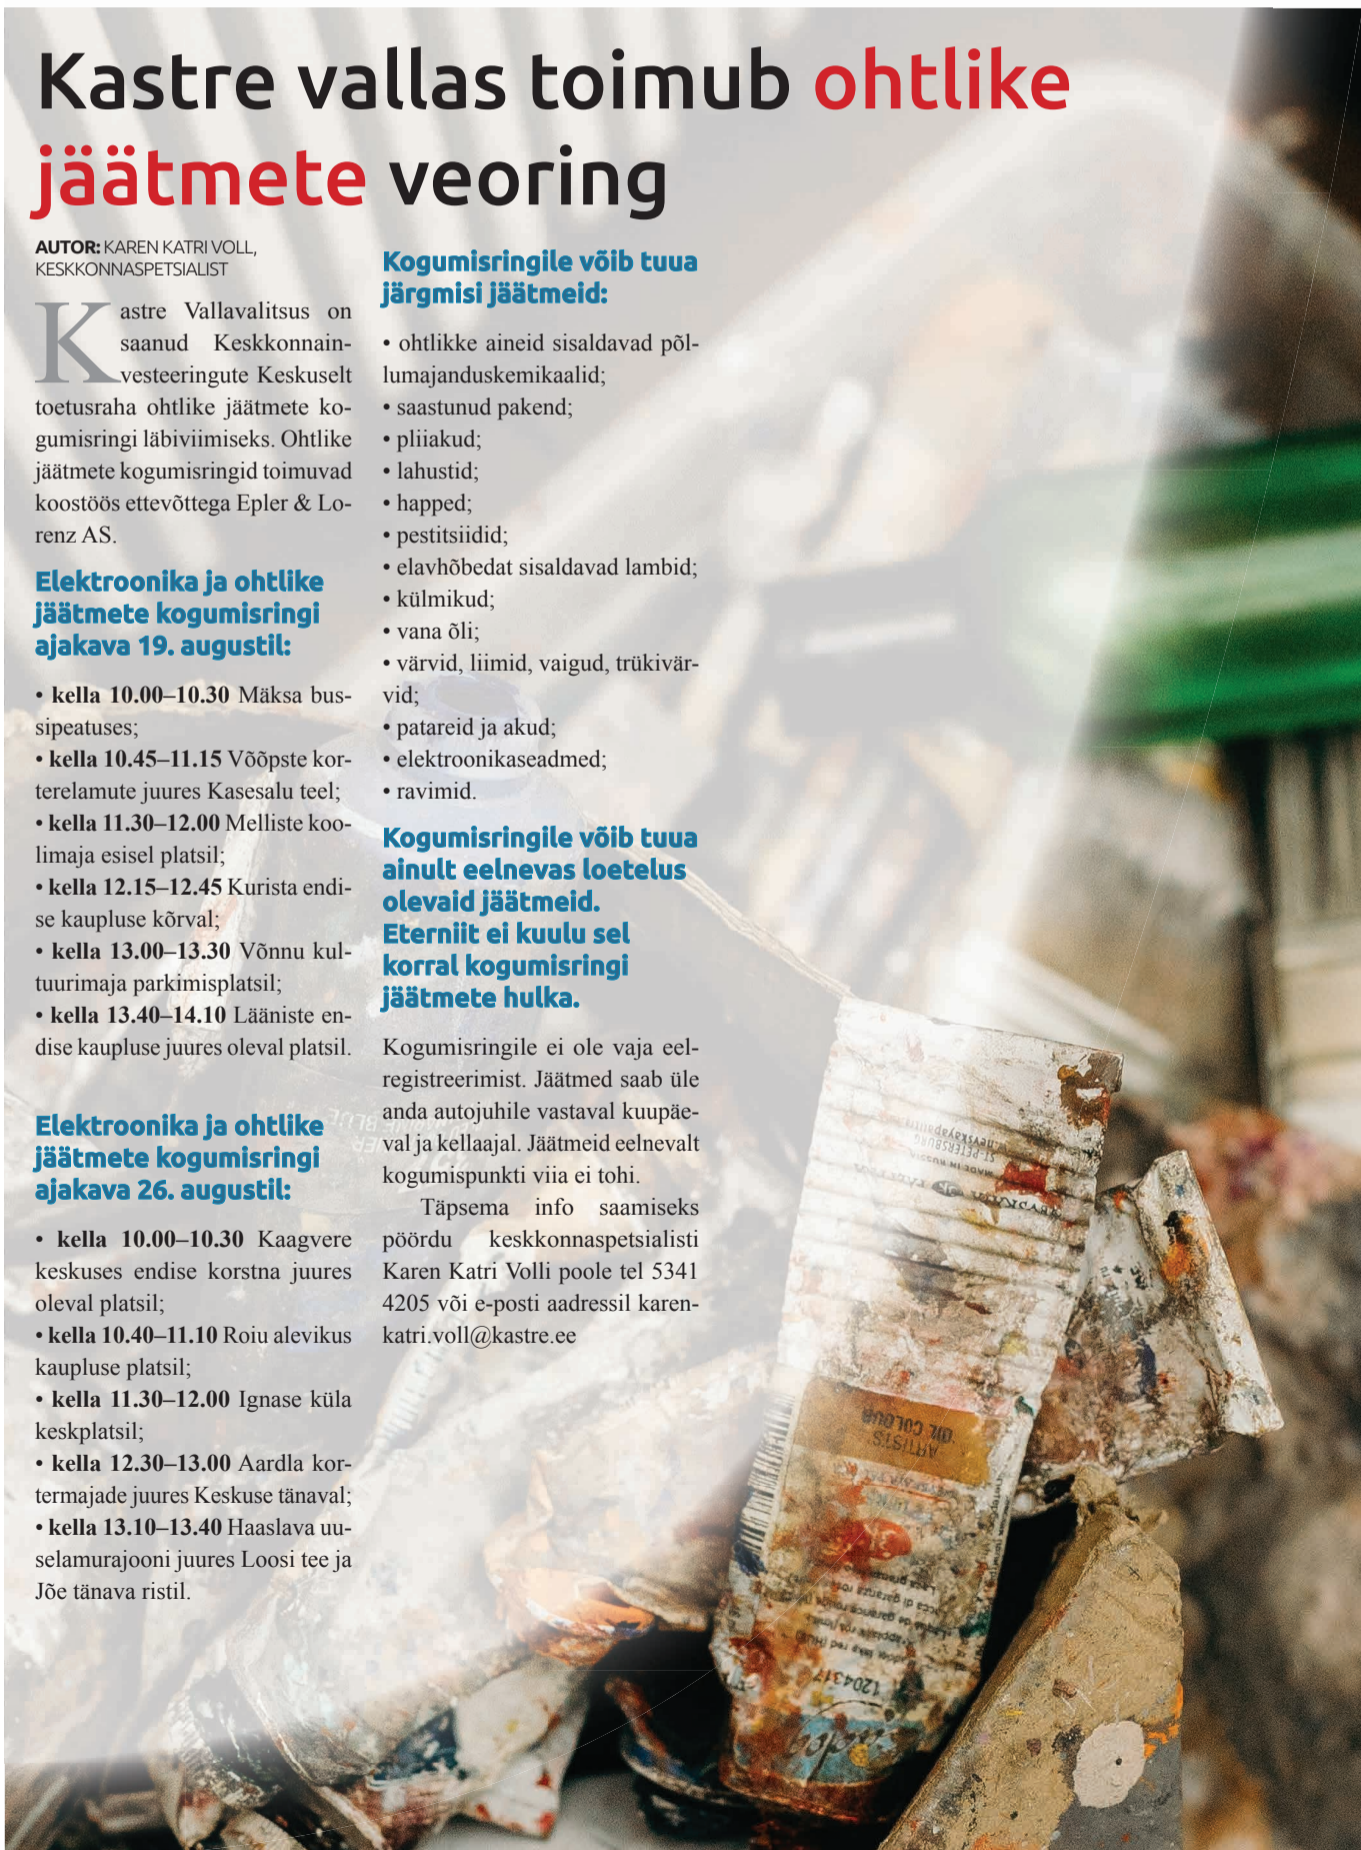 Kastre vallas toimub ohtlike
jäätmete veoring
AUTOR: KAREN KATRI VOLL,
KESKKONNASPETSIALIST
Kastre Vallavalitsus on
saanud Keskkonnain-
vesteeringute Keskuselt
toetusraha ohtlike jäätmete ko-
gumisringi läbiviimiseks. Ohtlike
jäätmete kogumisringid toimuvad
koostöös ettevõttega Epler & Lo-
renz AS.
Elektroonika ja ohtlike
jäätmete kogumisringi
ajakava 19. augustil:
• kella 10.00–10.30 Mäksa bus-
sipeatuses;
• kella 10.45–11.15 Võõpste kor-
terelamute juures Kasesalu teel;
• kella 11.30–12.00 Melliste koo-
limaja esisel platsil;
• kella 12.15–12.45 Kurista endi-
se kaupluse kõrval;
• kella 13.00–13.30 Võnnu kul-
tuurimaja parkimisplatsil;
• kella 13.40–14.10 Lääniste en-
dise kaupluse juures oleval platsil.
Elektroonika ja ohtlike
jäätmete kogumisringi
ajakava 26. augustil:
• kella 10.00–10.30 Kaagvere
keskuses endise korstna juures
oleval platsil;
• kella 10.40–11.10 Roiu alevikus
kaupluse platsil;
• kella 11.30–12.00 Ignase küla
keskplatsil;
• kella 12.30–13.00 Aardla kor-
termajade juures Keskuse tänaval;
• kella 13.10–13.40 Haaslava uu-
selamurajooni juures Loosi tee ja
Jõe tänava ristil.
Kogumisringile võib tuua
järgmisi jäätmeid:
• ohtlikke aineid sisaldavad põl-
lumajanduskemikaalid;
• saastunud pakend;
• pliiakud;
• lahustid;
• happed;
• pestitsiidid;
• elavhõbedat sisaldavad lambid;
• külmikud;
• vana õli;
• värvid, liimid, vaigud, trükivär-
vid;
• patareid ja akud;
• elektroonikaseadmed;
• ravimid.
Kogumisringile võib tuua
ainult eelnevas loetelus
olevaid jäätmeid.
Eterniit ei kuulu sel
korral kogumisringi
jäätmete hulka.
Kogumisringile ei ole vaja eel-
registreerimist. Jäätmed saab üle
anda autojuhile vastaval kuupäe-
val ja kellaajal. Jäätmeid eelnevalt
kogumispunkti viia ei tohi.
Täpsema info saamiseks
pöördu keskkonnaspetsialisti
Karen Katri Volli poole tel 5341
4205 või e-posti aadressil karen-
katri.voll@kastre.ee
ST-PETERSBURG
MADE IN RUSSIA
ARTISTS'
OIL COLOUR
1204317